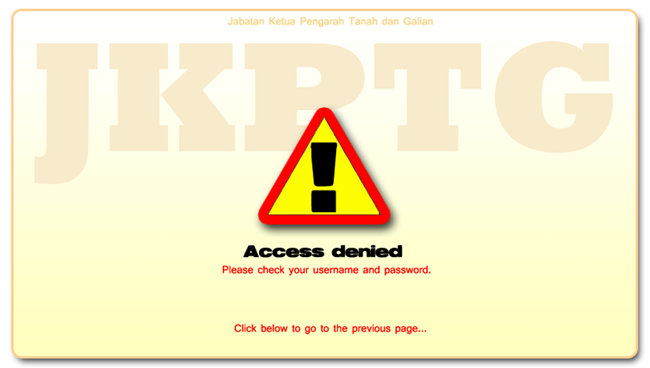 Jabatan Ketua Pengarah Tanah dan Galian
JKPTG
!
Access denied
Please check your username and password.
Click below to go to the previous page...